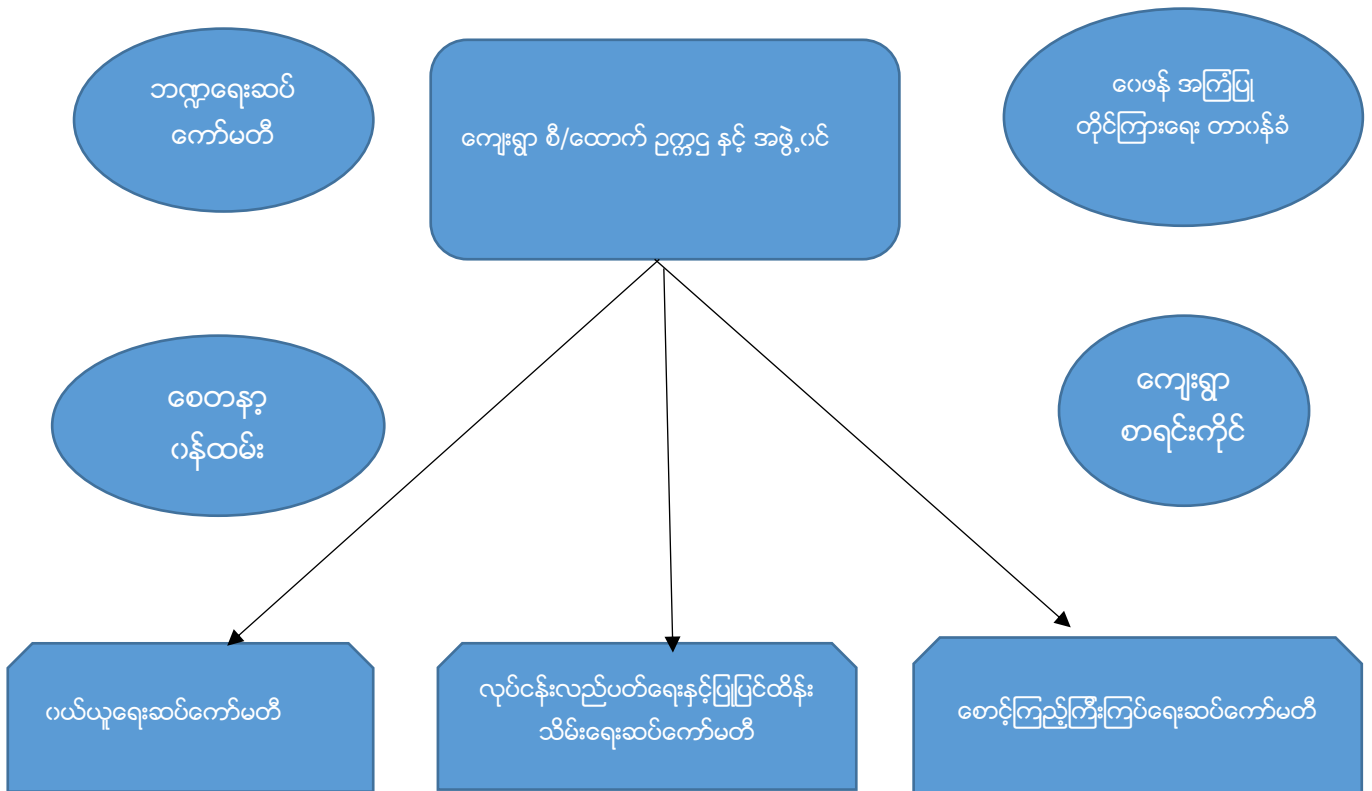 ဘဏ္ဍရေးဆပ်
ကော်မတီ
ကျေးရွာ စီ/ထောက် ဥက္ကဌ နှင့် အဖွဲ့ဝင်
ဝေဖန် အကြံပြု
တိုင်ကြားရေး တာဝန်ခံ
စေတနာ့
ဝန်ထမ်း
ကျေးရွာ
စာရင်းကိုင်
ဝယ်ယူရေးဆပ်ကော်မတီ
လုပ်ငန်းလည်ပတ်ရေးနှင့်ပြုပြင်ထိန်း
သိမ်းရေးဆပ်ကော်မတီ
စောင့်ကြည့်ကြီးကြပ်ရေးဆပ်ကော်မတီ